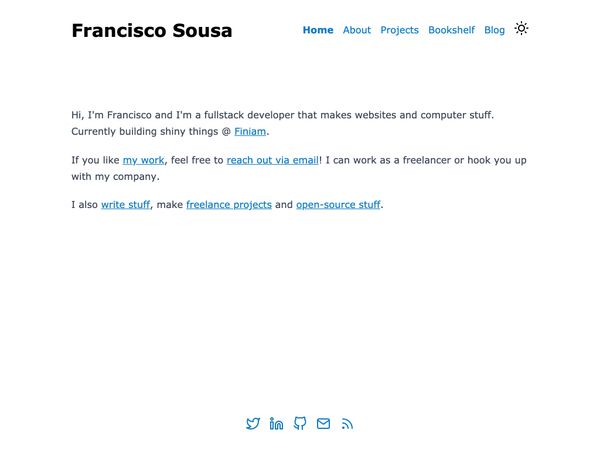 Francisco Sousa
Home About Projects Bookshelf Blog
Hi, I'm Francisco and I'm a fullstack developer that makes websites and computer stuff.
Currently building shiny things @ Finiam.
If you like my work, feel free to reach out via email! I can work as a freelancer or hook you up
with my company.
I also write stuff, make freelance projects and open-source stuff.